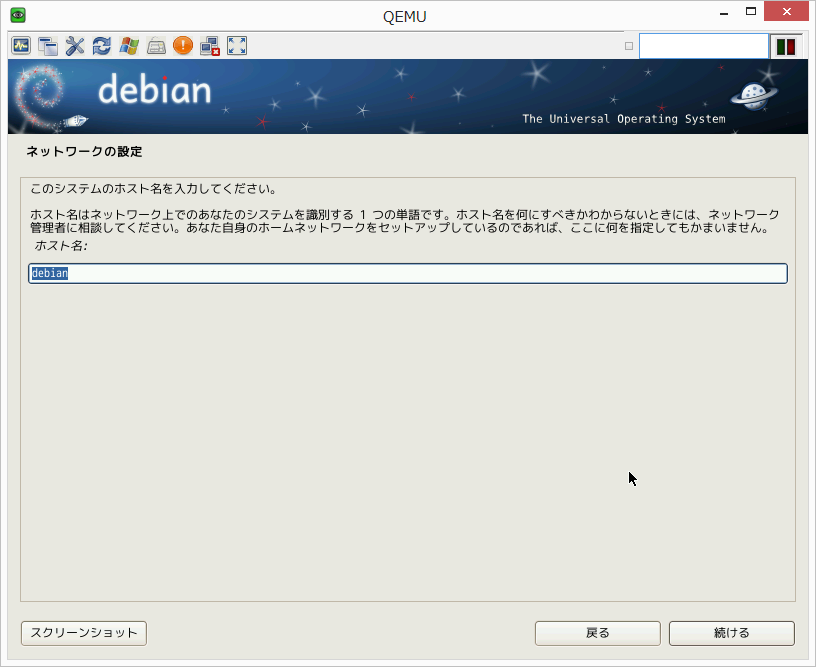 QEMU
debian
The Universal Operating System
ネットワークの設定
このシステムのホスト名を入力してください。
ホスト名はネットワーク上でのあなたのシステムを識別する 1 つの単語です。ホスト名を何にすべきかわからないときには、ネットワーク
管理者に相談してください。あなた自身のホームネットワークをセットアップしているのであれば、ここに何を指定してもかまいません。
ホスト名:
debian
スクリーンショット
戻る
続ける